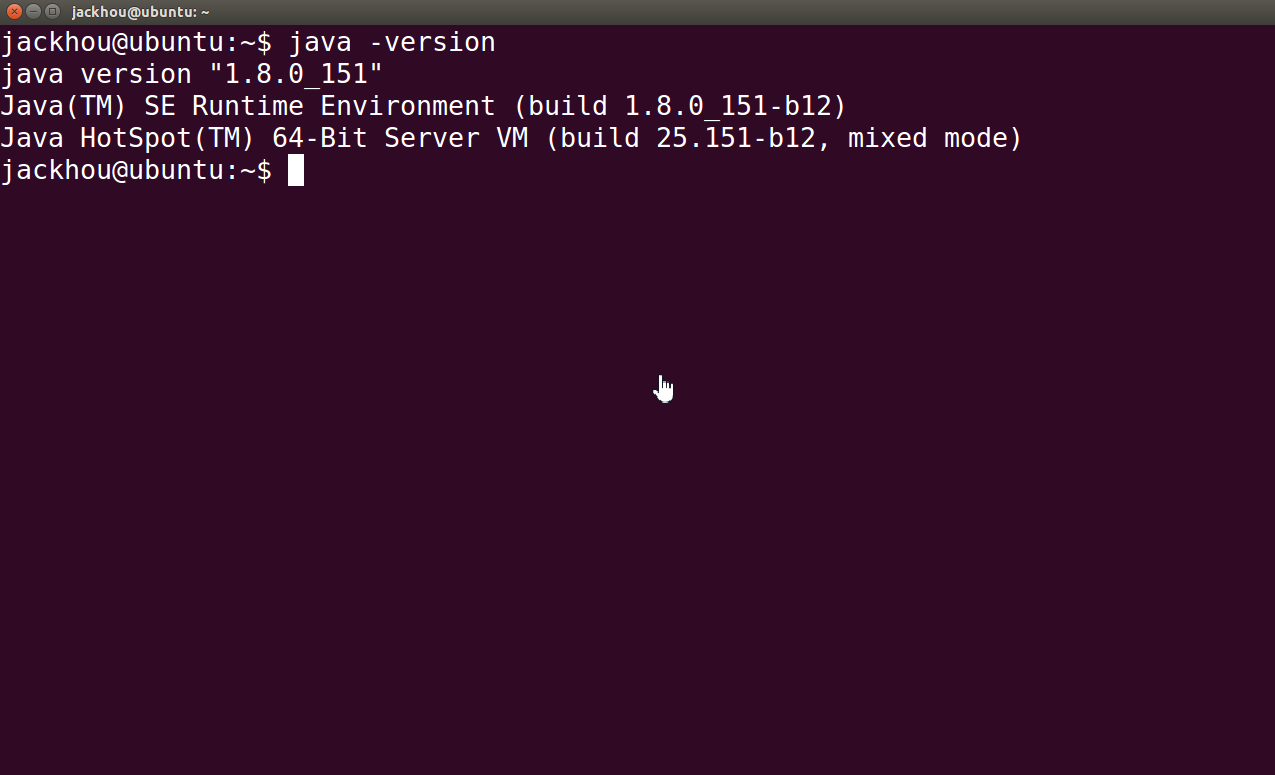 jackhou@ubuntu: ~
jackhou@ubuntu:~$ java -version
java version "1.8.0_151"
Java(TM) SE Runtime Environment (build 1.8.0_151-b12)
Java HotSpot(TM) 64-Bit Server VM (build 25.151-b12, mixed mode)
jackhou@ubuntu:~$